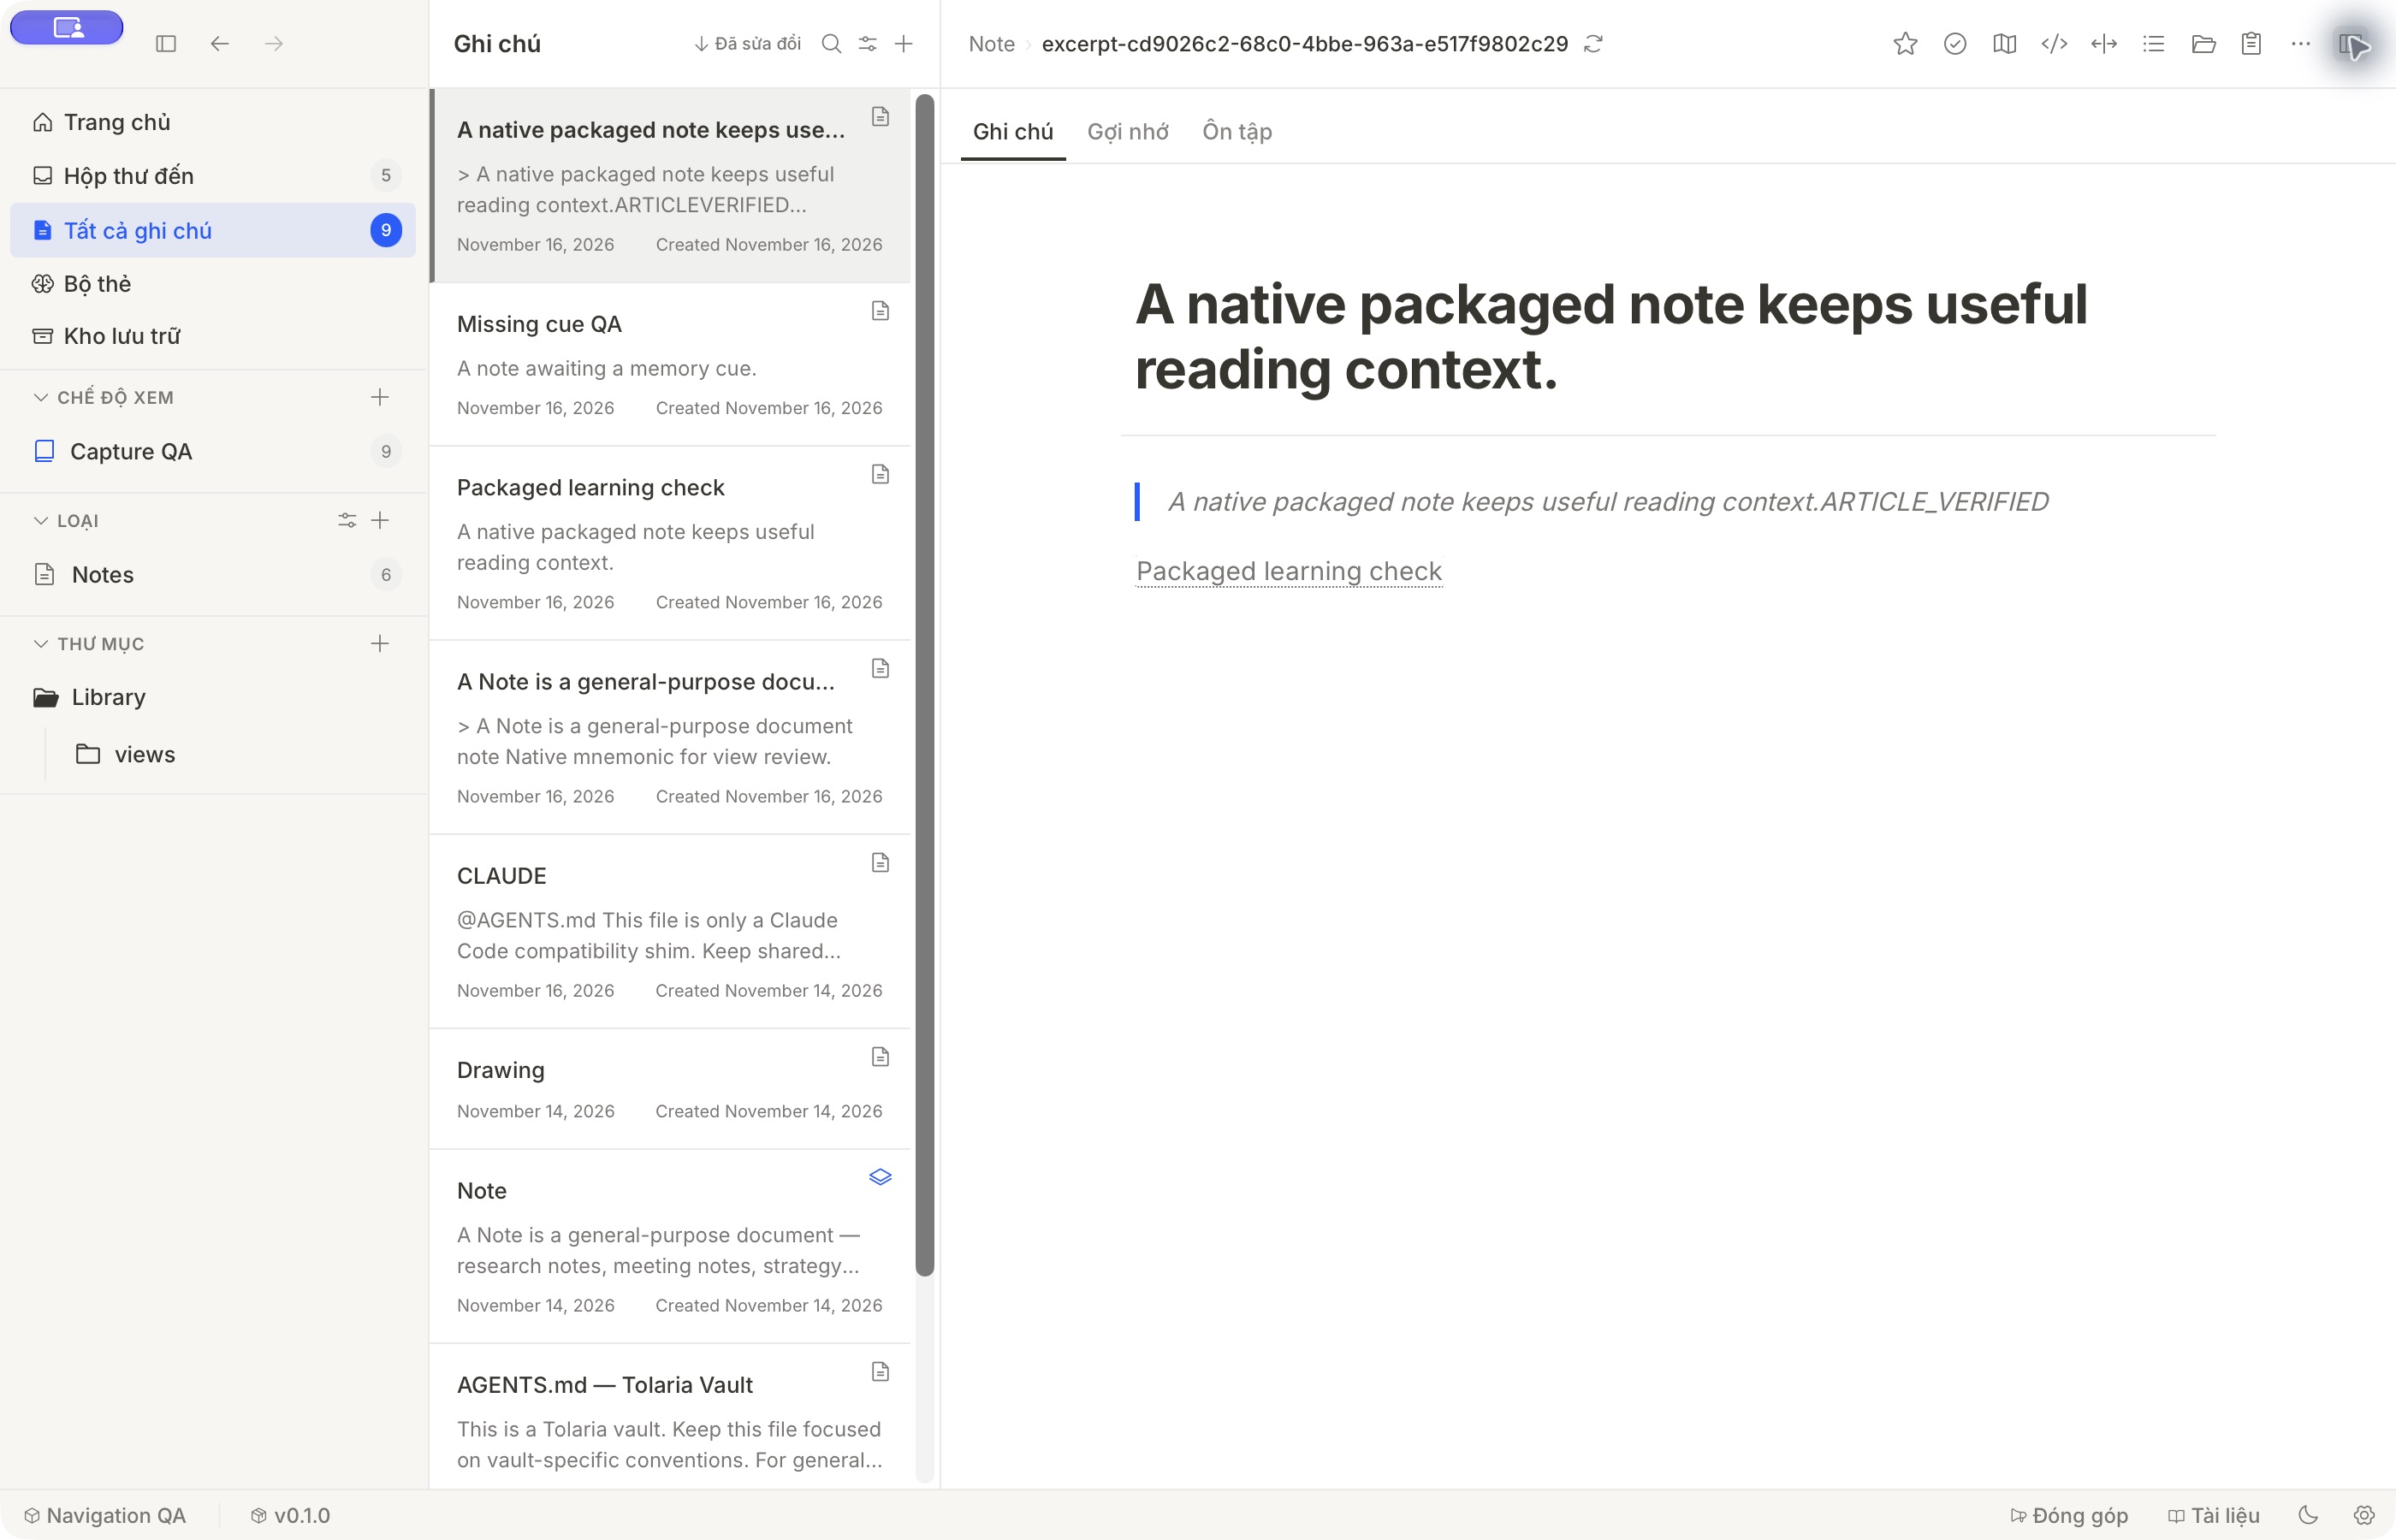 Ghi chú
Đã sửa đổi
Note
excerpt-cd9026c2-68c0-4bbe-963a-e517f9802c29
Trang chủ
Hộp thư đến
5
Tất cả ghi chú
9
Bộ thẻ
Kho lưu trữ
CHẾ ĐỘ XEM
Capture QA
9
LOẠI
Notes
6
THƯ MỤC
Library
views
A native packaged note keeps use...
> A native packaged note keeps useful
reading context.ARTICLEVERIFIED...
November 16, 2026 Created November 16, 2026
Missing cue QA
A note awaiting a memory cue.
November 16, 2026 Created November 16, 2026
Packaged learning check
A native packaged note keeps useful
reading context.
November 16, 2026 Created November 16, 2026
A Note is a general-purpose docu...
> A Note is a general-purpose document
note Native mnemonic for view review.
November 16, 2026 Created November 16, 2026
CLAUDE
@AGENTS.md This file is only a Claude
Code compatibility shim. Keep shared...
November 16, 2026 Created November 14, 2026
Drawing
November 14, 2026 Created November 14, 2026
Note
A Note is a general-purpose document —
research notes, meeting notes, strategy...
November 14, 2026 Created November 14, 2026
AGENTS.md — Tolaria Vault
This is a Tolaria vault. Keep this file focused
on vault-specific conventions. For general...
Ghi chú Gợi nhớ Ôn tập
A native packaged note keeps useful
reading context.
A native packaged note keeps useful reading context.ARTICLE_VERIFIED
Packaged learning check
Navigation QA
v0.1.0
Đóng góp
Tài liệu